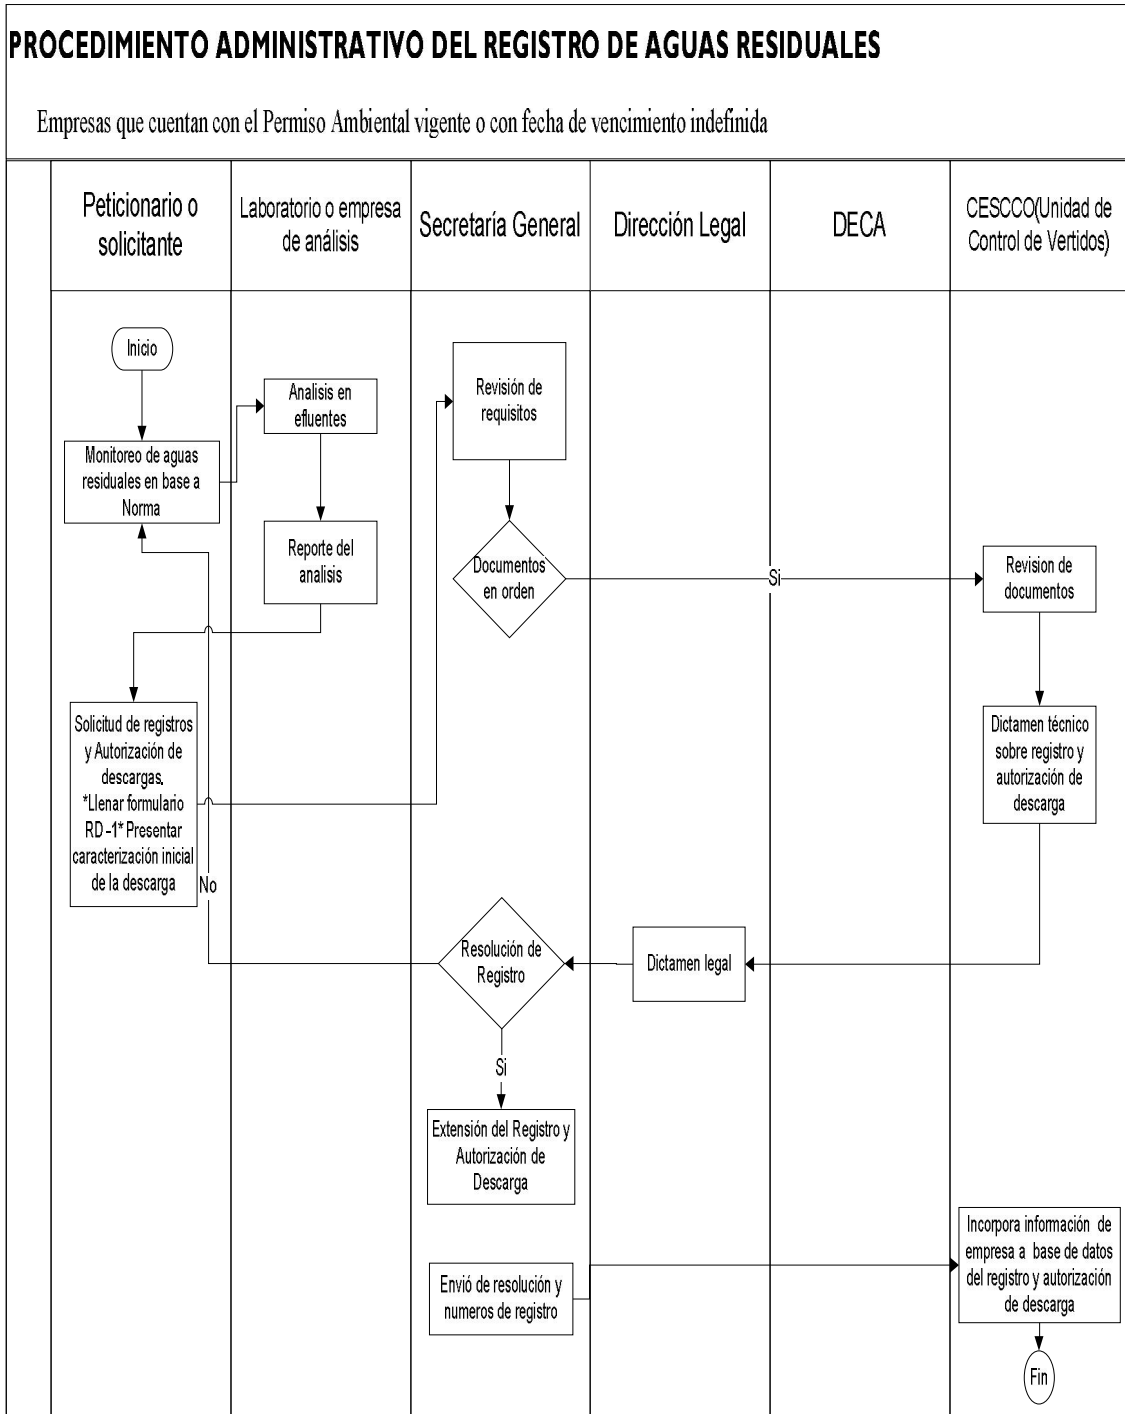 PROCEDIMIENTO ADMINISTRATIVO DEL REGISTRO DE AGUAS RESIDUALES
Empresas que cuentan con el Permiso Ambiental vigente o con fecha de vencimiento indefinida
Peticionario o
solicitante
Laboratorio o empresa
de análisis
Secretaría General
Dirección Legal
DECA
CESCCO(Unidad de
Control de Vertidos)
Inicio
Monitoreo de aguas
residuales en base a
Norma
Analisis en
efluentes
Reporte del
analisis
Solicitud de registros
y Autorización de
descargas.
*Llenar formulario
RD -1* Presentar
caracterización inicial
de la descarga
No
Revisión de
requisitos
Documentos
en orden
Si
Revision de
documentos
Dictamen técnico
sobre registro y
autorización de
descarga
Dictamen legal
Resolución de
Registro
Si
Extensión del Registro y
Autorización de
Descarga
Envió de resolución y
numeros de registro
Incorpora información de
empresa a base de datos
del registro y autorización
de descarga
Fin